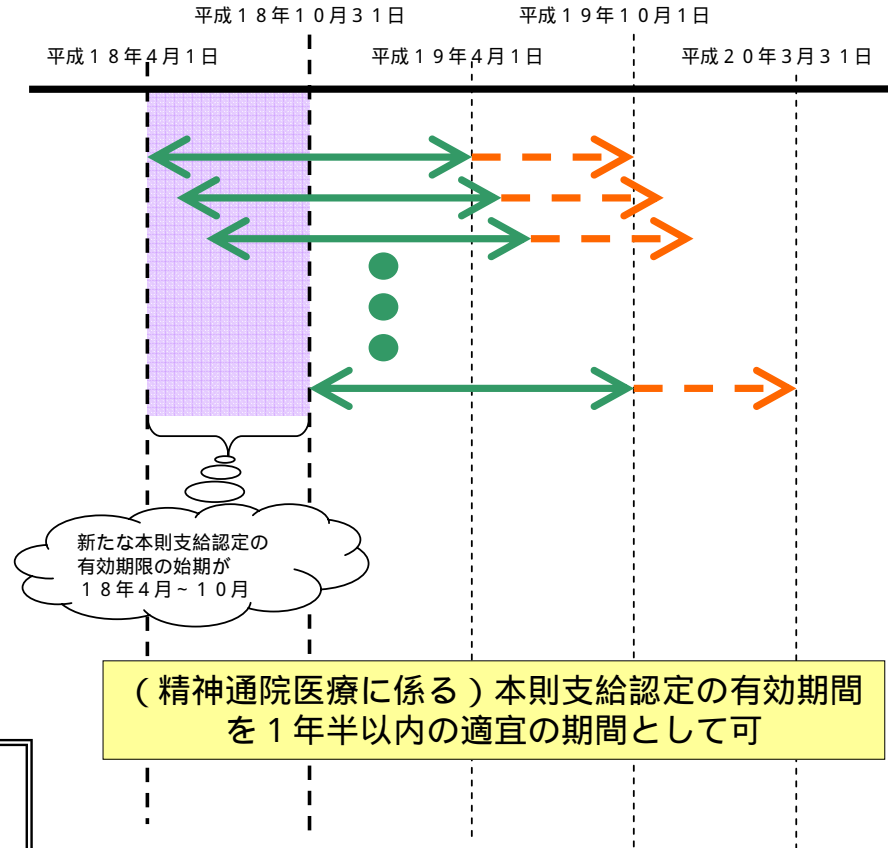 平成１８年１０月３１日
平成１９年１０月１日
平成１８年４月１日
平成１９年４月１日
平成２０年３月３１日
新たな本則支給認定の
有効期限の始期が
１８年４月~１０月
（精神通院医療に係る）本則支給認定の有効期間
を１年半以内の適宜の期間として可